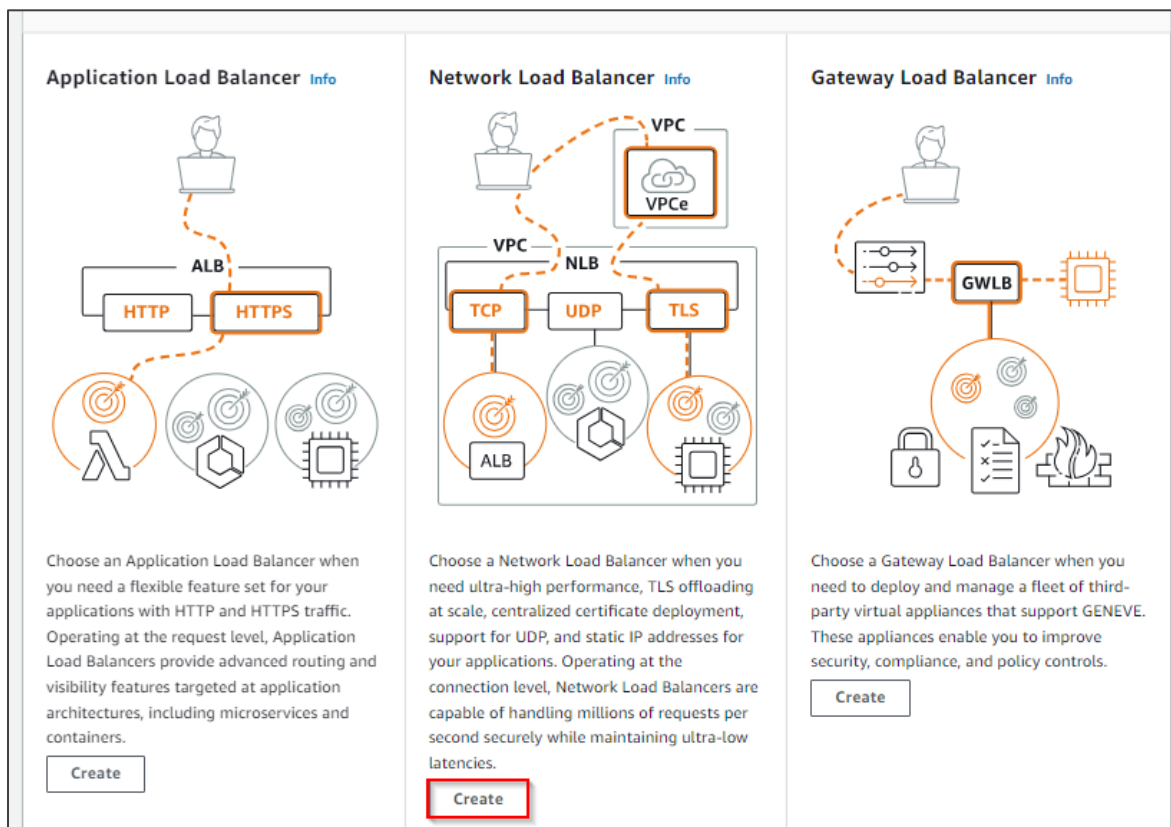 Application Load Balancer Info
ALB
HTTP
HTTPS
Choose an Application Load Balancer when
you need a flexible feature set for your
applications with HTTP and HTTPS traffic.
Operating at the request level, Application
Load Balancers provide advanced routing and
visibility features targeted at application
architectures, including microservices and
containers.
Create
Network Load Balancer Info
VPC
VPCe
VPC
NLB
TCP
UDP
TLS
ALB
Choose a Network Load Balancer when you
need ultra-high performance, TLS offloading
at scale, centralized certificate deployment,
support for UDP, and static IP addresses for
your applications. Operating at the
connection level, Network Load Balancers are
capable of handling millions of requests per
second securely while maintaining ultra-low
latencies.
Create
Gateway Load Balancer Info
GWLB
Choose a Gateway Load Balancer when you
need to deploy and manage a fleet of third-
party virtual appliances that support GENEVE.
These appliances enable you to improve
security, compliance, and policy controls.
Create